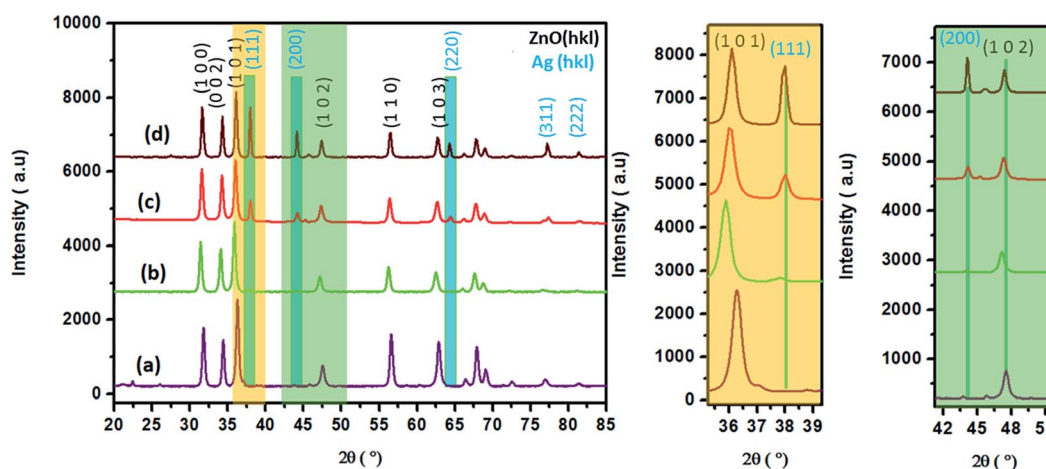 ZnO(hkl)
Ag (hkl)
(1 0 0)
(0 0 2)
(1 0 1)
(111)
(200)
(1 0 2)
(1 1 0)
(1 0 3)
(220)
(311)
(222)
(d)
(c)
(b)
(a)
Intensity ( a.u)
10000
8000
6000
4000
2000
0
20 25 30 35 40 45 50 55 60 65 70 75 80 85
2θ ( º)
(1 0 1)
(111)
Intensity ( a.u)
8000
7000
6000
5000
4000
3000
2000
1000
0
36 37 38 39
2θ ( º)
(200)
(1 0 2)
Intensity ( a.u)
7000
6000
5000
4000
3000
2000
1000
0
42 45 48
2θ ( º)